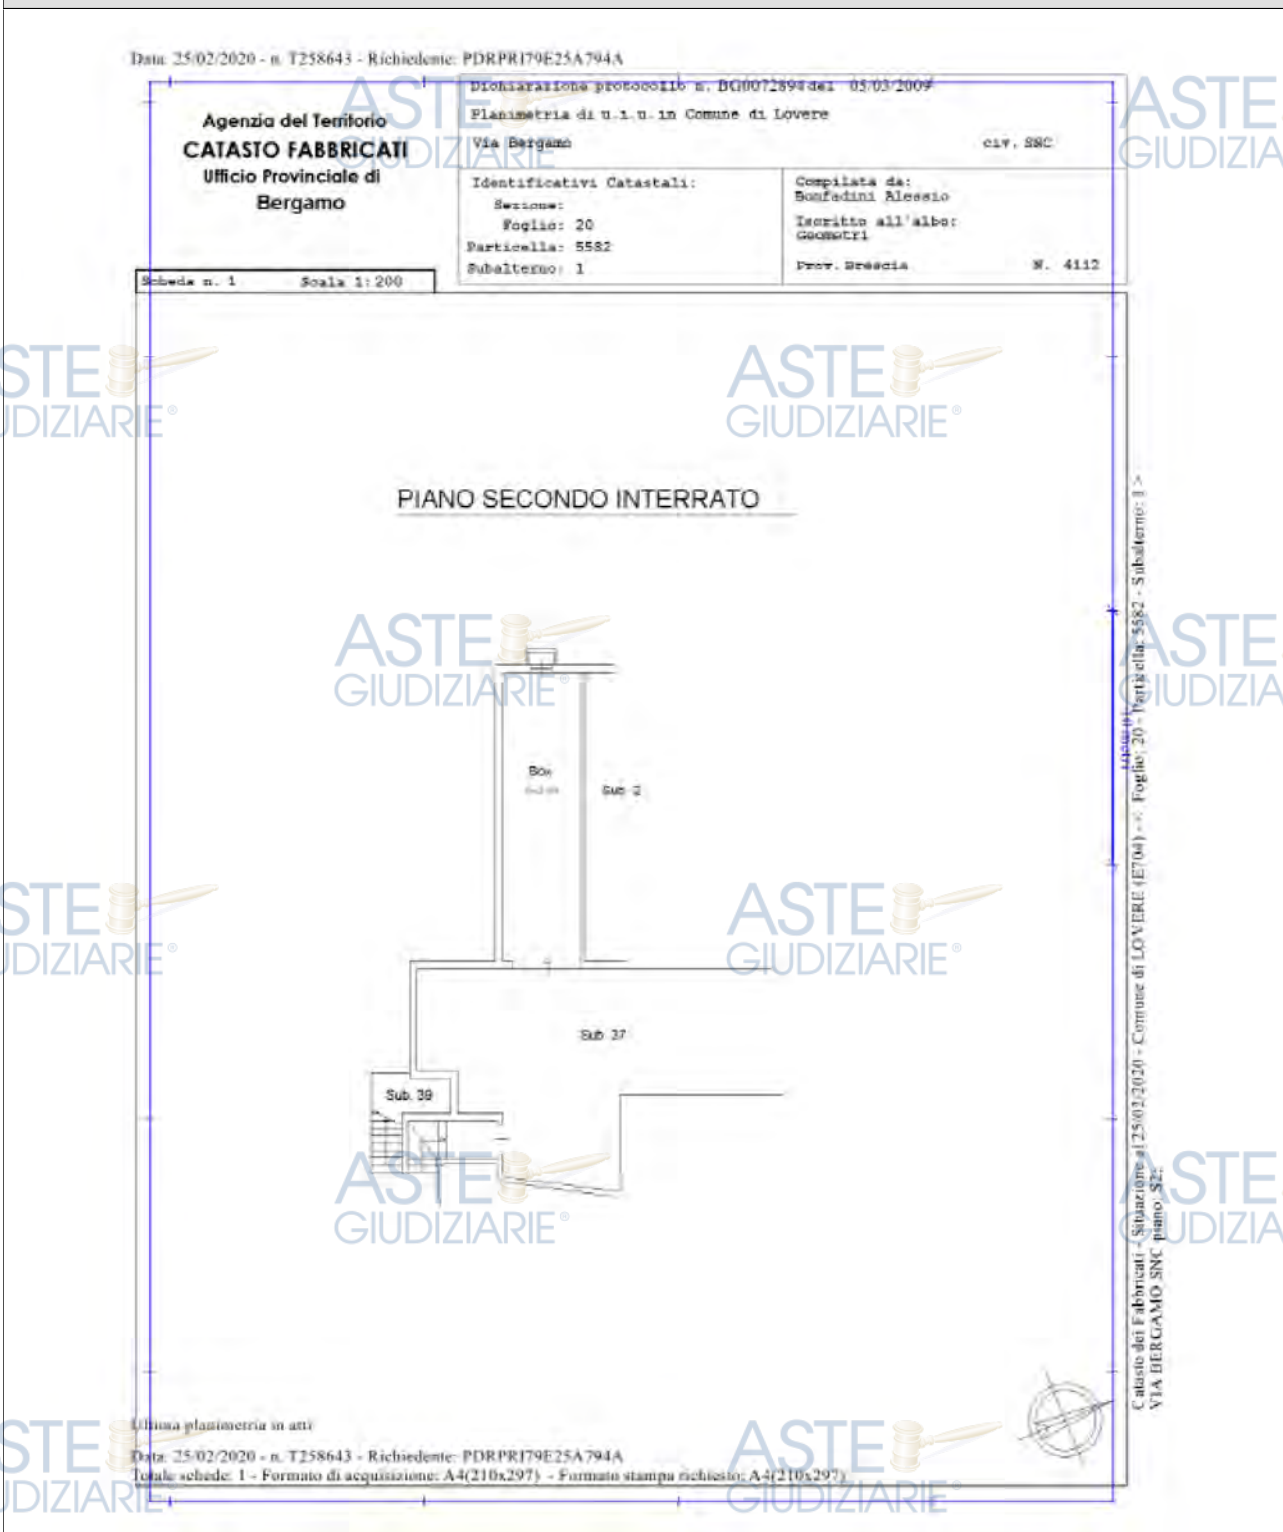 Data: 25/02/2020 - n. T258643 - Richiedente: PDRPRI79E25A794A
Agenzia del Territorio
CATASTO FABBRICATI
Ufficio Provinciale di
Bergamo
Dichiarazione protocollo n. BG0072894 del 05/03/2009
Planimetria di u.i.u. in Comune di Lovere
Via Bergamo civ. SNC
Identificativi Catastali:
Sezione:
Foglio: 20
Particella: 5582
Subalterno: 1
Compilata da:
Bonfadini Alessio
Iscritto all'albo:
Geometri
Prov. Brescia N. 4112
Scheda n. 1 Scala 1:200
PIANO SECONDO INTERRATO
Box
Sub. 2
Sub. 37
Sub. 39
Catasto dei Fabbricati - Situazione al 25/02/2020 - Comune di LOVERE (E704) - < Foglio: 20 - Particella: 5582 - Subalterno: 1 >
VIA BERGAMO SNC piano: S2;
10 metri
Ultima planimetria in atti
Data: 25/02/2020 - n. T258643 - Richiedente: PDRPRI79E25A794A
Totale schede: 1 - Formato di acquisizione: A4(210x297) - Formato stampa richiesto: A4(210x297)
ASTE
GIUDIZIARIE®